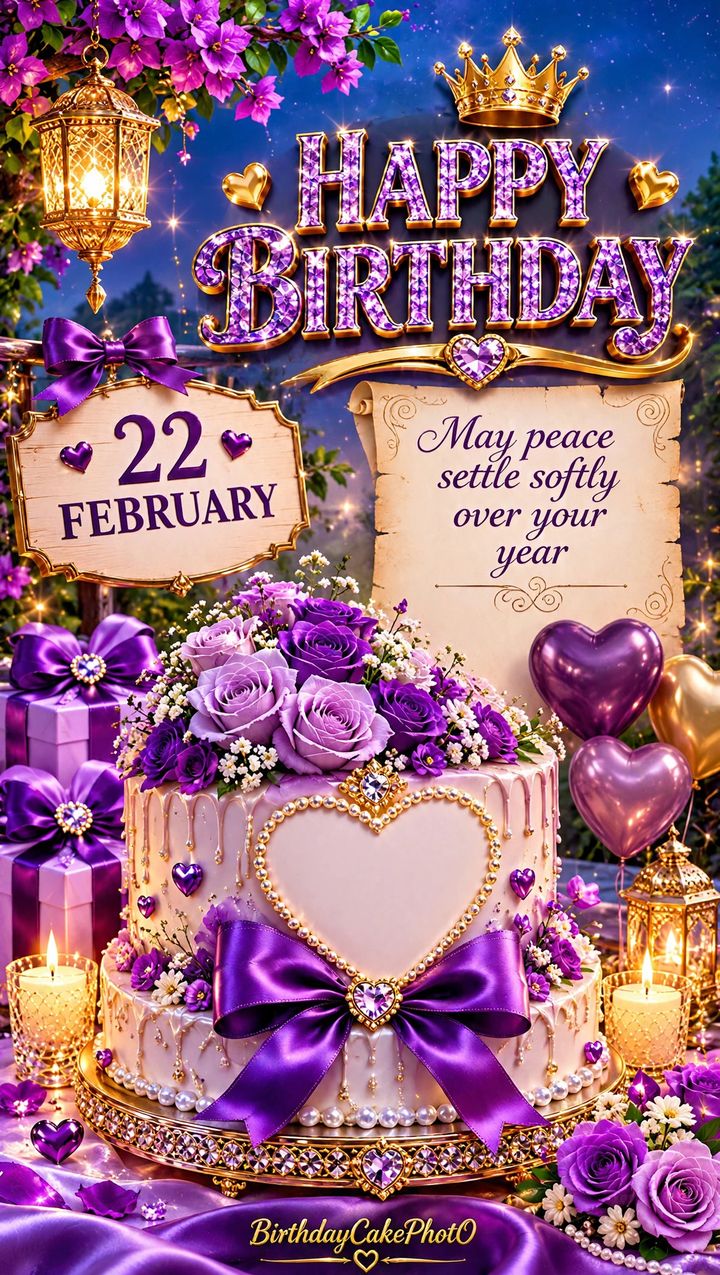 HAPPY
BIRTHDAY
22
FEBRUARY
May peace
settle softly
over your
year
BirthdayCakePhotO